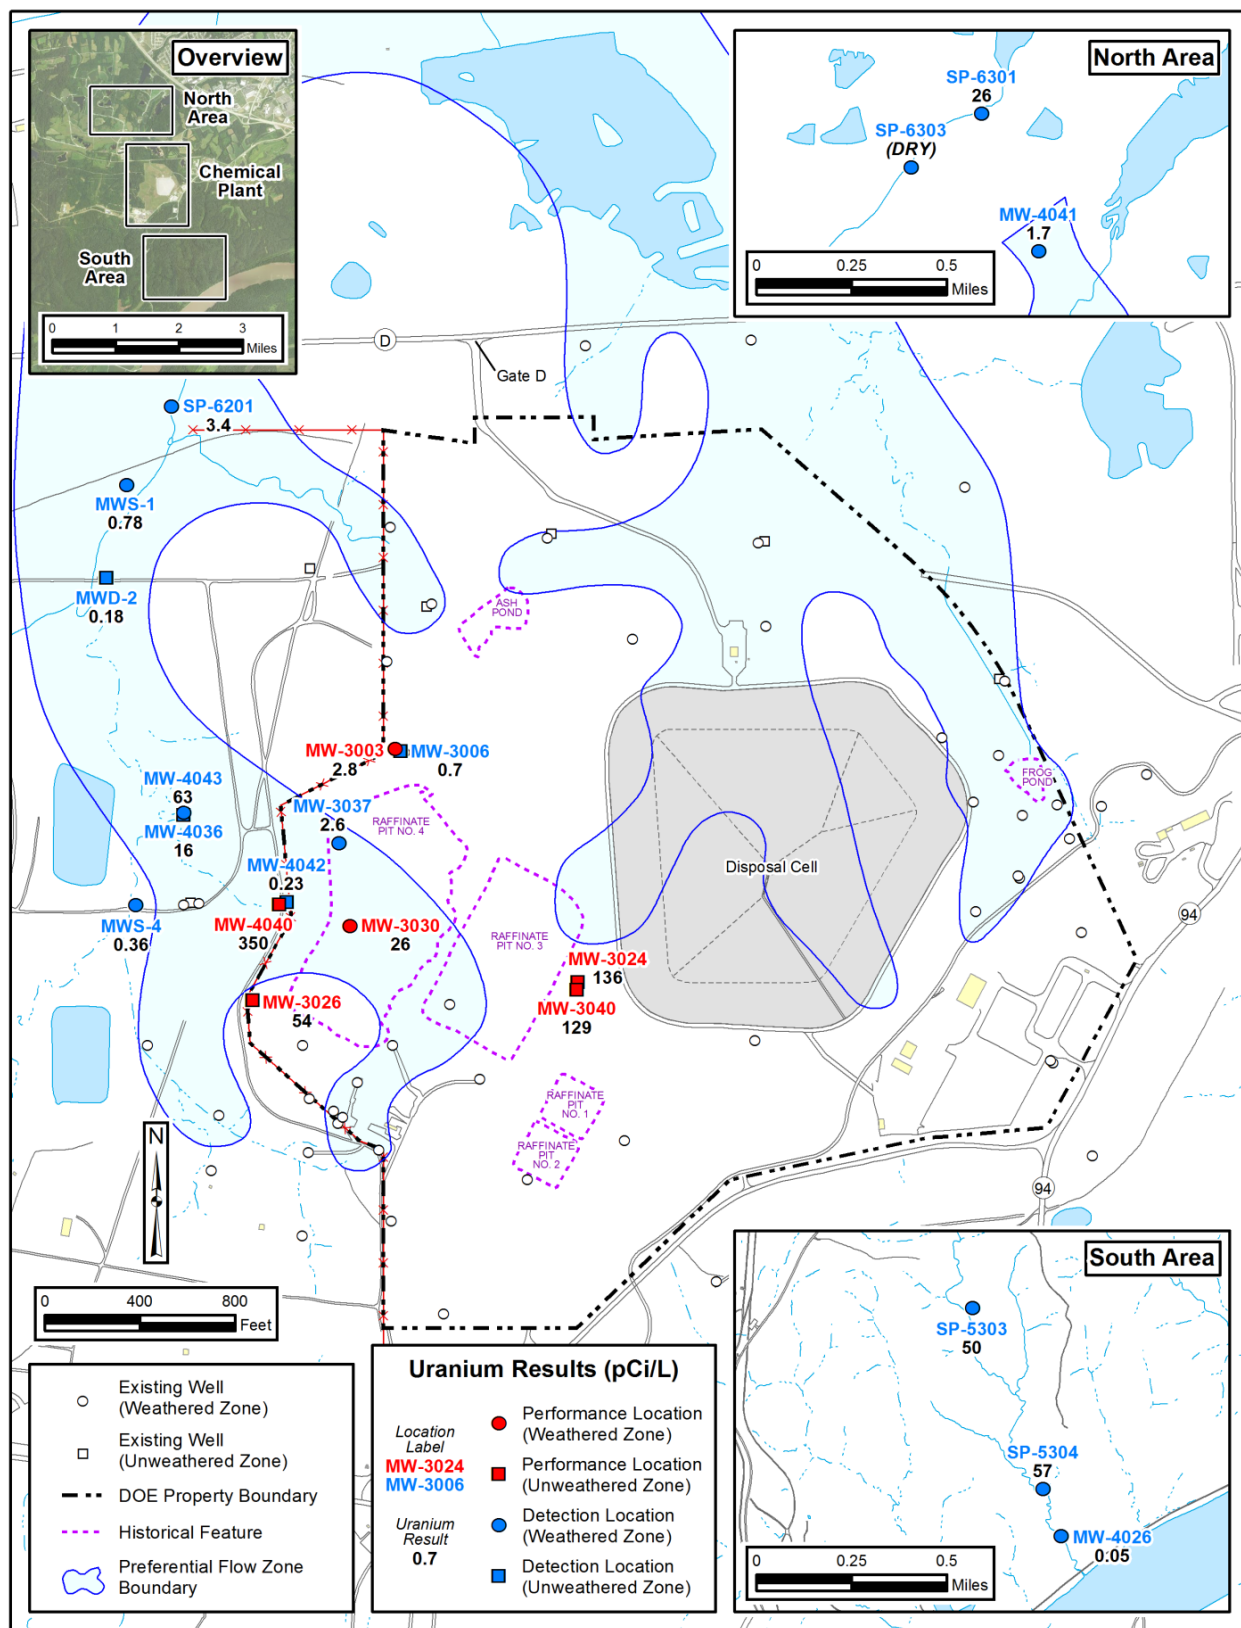 Overview
North
Area
Chemical
Plant
South
Area
0 1 2 3
Miles
North Area
SP-6301
26
SP-6303
(DRY)
MW-4041
1.7
0 0.25 0.5
Miles
D
Gate D
SP-6201
3.4
MWS-1
0.78
MWD-2
0.18
ASH
POND
MW-3003
2.8
MW-3006
0.7
MW-4043
63
MW-4036
16
MW-3037
2.6
RAFFINATE
PIT NO. 4
FROG
POND
Disposal Cell
MW-4042
0.23
MWS-4
0.36
MW-4040
350
MW-3030
26
RAFFINATE
PIT NO. 3
94
MW-3024
136
MW-3040
129
MW-3026
54
RAFFINATE
PIT NO. 1
RAFFINATE
PIT NO. 2
94
N
0 400 800
Feet
South Area
SP-5303
50
SP-5304
57
MW-4026
0.05
0 0.25 0.5
Miles
Existing Well
(Weathered Zone)
Existing Well
(Unweathered Zone)
DOE Property Boundary
Historical Feature
Preferential Flow Zone
Boundary
Uranium Results (pCi/L)
Location
Label
MW-3024
MW-3006
Uranium
Result
0.7
Performance Location
(Weathered Zone)
Performance Location
(Unweathered Zone)
Detection Location
(Weathered Zone)
Detection Location
(Unweathered Zone)